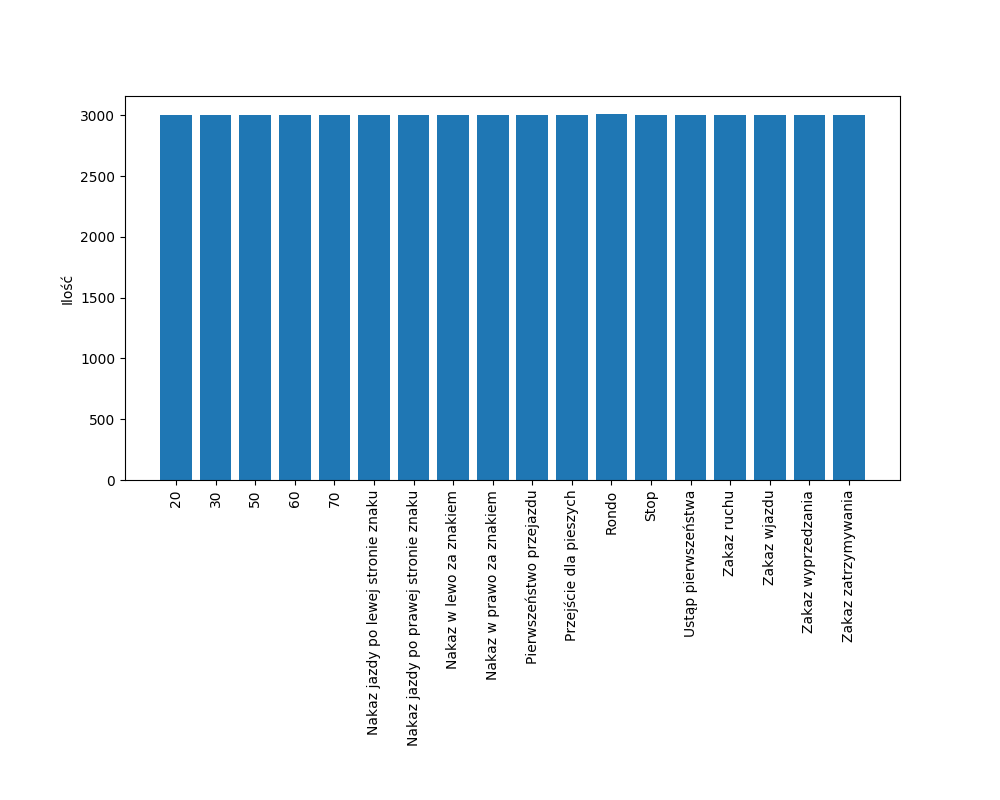 3000
2500
2000
1500
1000
500
0
Ilość
20
30
50
60
70
Nakaz jazdy po lewej stronie znaku
Nakaz jazdy po prawej stronie znaku
Nakaz w lewo za znakiem
Nakaz w prawo za znakiem
Pierwszeństwo przejazdu
Przejście dla pieszych
Rondo
Stop
Ustąp pierwszeństwa
Zakaz ruchu
Zakaz wjazdu
Zakaz wyprzedzania
Zakaz zatrzymywania